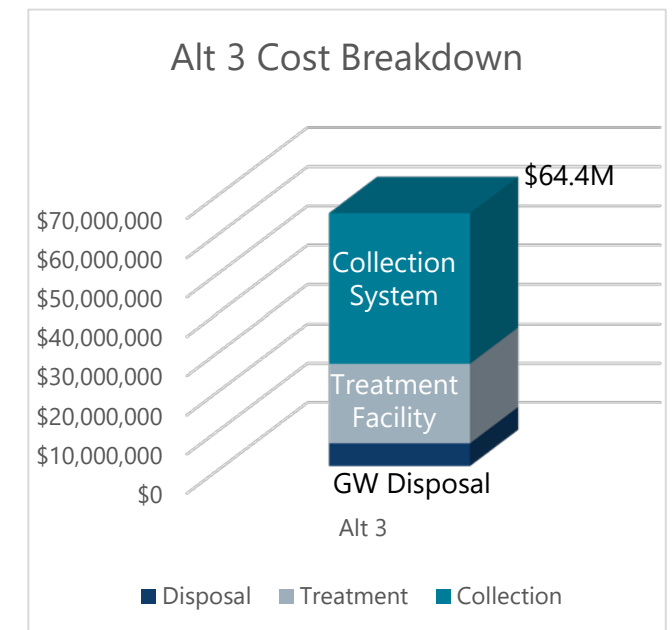 Alt 3 Cost Breakdown
$64.4M
$70,000,000
$60,000,000
$50,000,000
$40,000,000
$30,000,000
$20,000,000
$10,000,000
$0
Collection
System
Treatment
Facility
GW Disposal
Alt 3
Disposal Treatment Collection